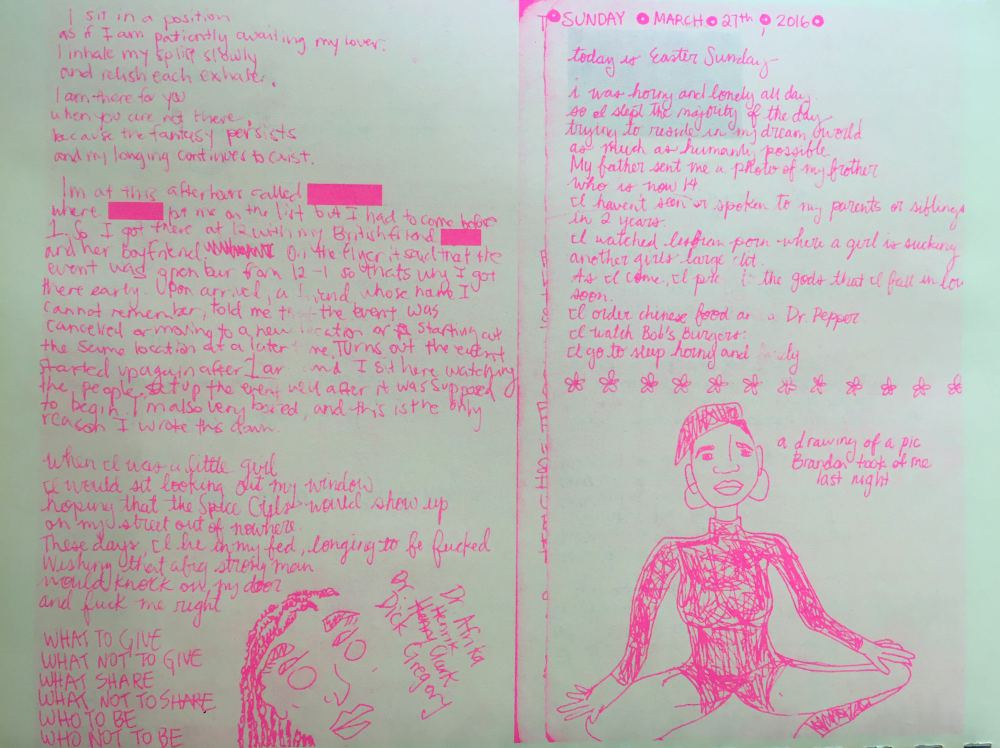 I sit in a position
as if I am patiently awaiting my lover.
I inhale my spliff slowly
and relish each exhale.
I am there for you
when you are not there,
because the fantasy persists
and my longing continues to exist.
Im at this afterhours called
where put me on the list but I had to come before
1. So I got there at 12 with my British friend
and her boyfriend. On the flyer it said that the
event was open bar from 12-1 so thats why I got
there early. Upon arrival, a friend whose name I
cannot remember, told me that the event was
cancelled or moving to a new location or starting at
the same location at a later time. Turns out the event
started up again after 1am and I sit here watching
the people set up the event well after it was supposed
to begin. I'm also very bored, and this is the only
reason I wrote this down.
When I was a little girl
I would sit looking out my window
hoping that the Spice Girls would show up
on my street out of nowhere.
These days, I lie in my bed, longing to be fucked
Wishing that a big strong man
would knock on my door
and fuck me right
WHAT TO GIVE
WHAT NOT TO GIVE
WHAT SHARE
WHAT NOT TO SHARE
WHO TO BE
WHO NOT TO BE
Dr. Afrika
Dr. Henrik Clark
Dick Gregory
SUNDAY MARCH 27th, 2016
today is Easter Sunday-
i was horny and lonely all day
so I slept the majority of the day
trying to reside in my dream world
as much as humanly possible
My father sent me a photo of my brother
who is now 14.
I havent seen or spoken to my parents or siblings
in 2 years.
I watched lesbian porn where a girl is sucking
another girls large clit.
As I come, I pray to the gods that I fall in love
soon.
I order chinese food and a Dr. Pepper
I watch Bob's Burgers.
I go to sleep horny and lonely
a drawing of a pic
Brandon took of me
last night